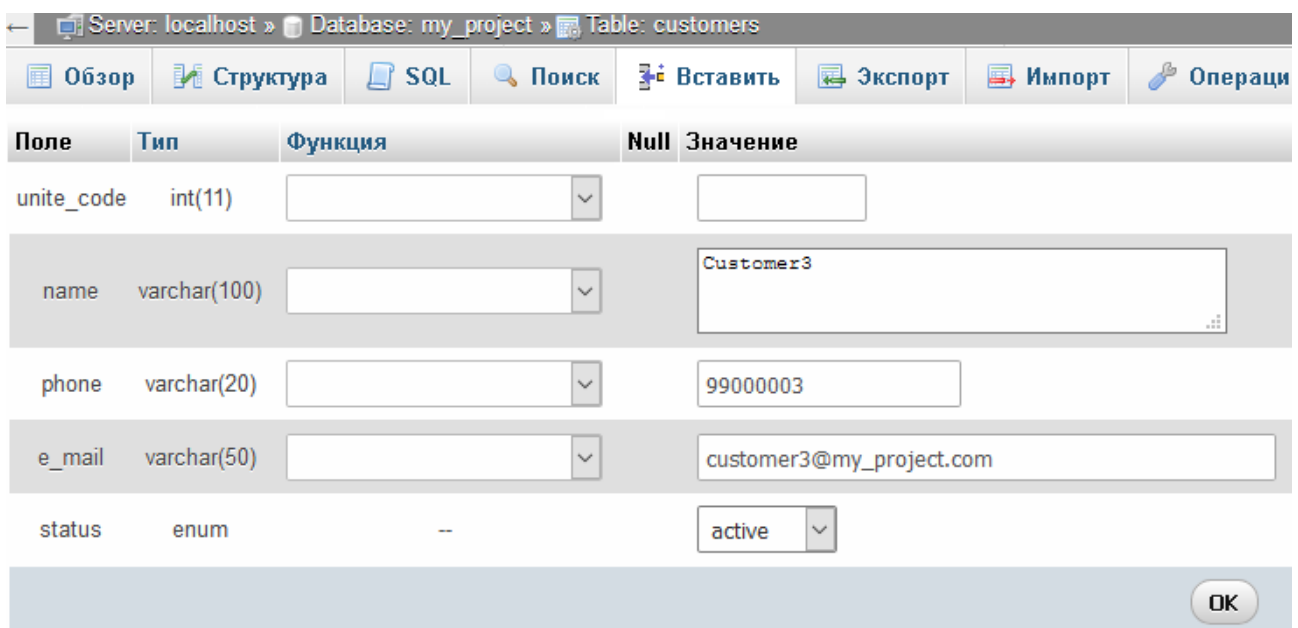 ← Server: localhost » Database: my_project » Table: customers
Обзор Структура SQL Поиск Вставить Экспорт Импорт Операци
Поле Тип Функция Null Значение
unite_code int(11)
name varchar(100) Customer3
phone varchar(20) 99000003
e_mail varchar(50) customer3@my_project.com
status enum -- active
OK